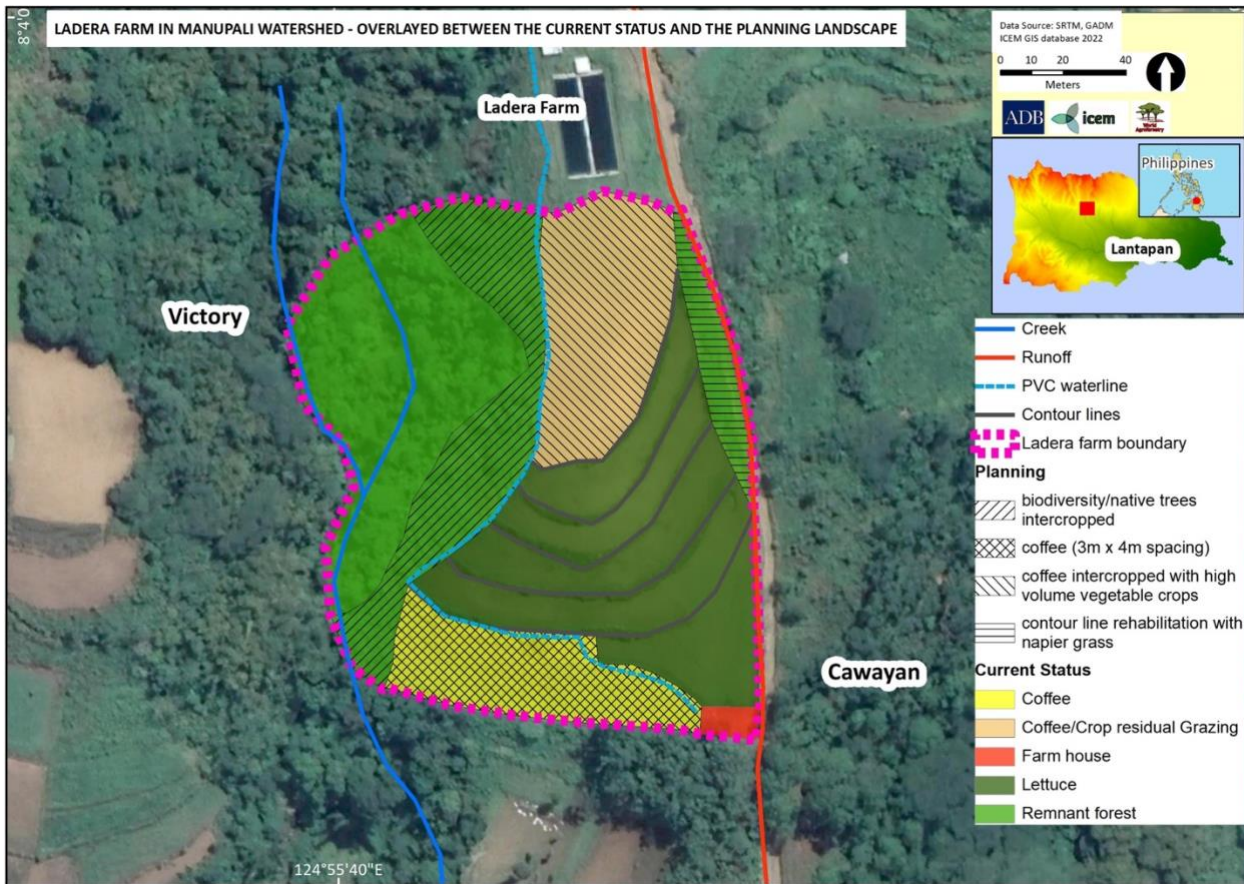 8°4'0
LADERA FARM IN MANUPALI WATERSHED - OVERLAYED BETWEEN THE CURRENT STATUS AND THE PLANNING LANDSCAPE
Data Source: SRTM, GADM
ICEM GIS database 2022
0 10 20 40
Meters
ADB icem World Agroforestry
Philippines
Lantapan
Ladera Farm
Victory
Cawayan
124°55'40"E
Creek
Runoff
PVC waterline
Contour lines
Ladera farm boundary
Planning
biodiversity/native trees
intercropped
coffee (3m x 4m spacing)
coffee intercropped with high
volume vegetable crops
contour line rehabilitation with
napier grass
Current Status
Coffee
Coffee/Crop residual Grazing
Farm house
Lettuce
Remnant forest